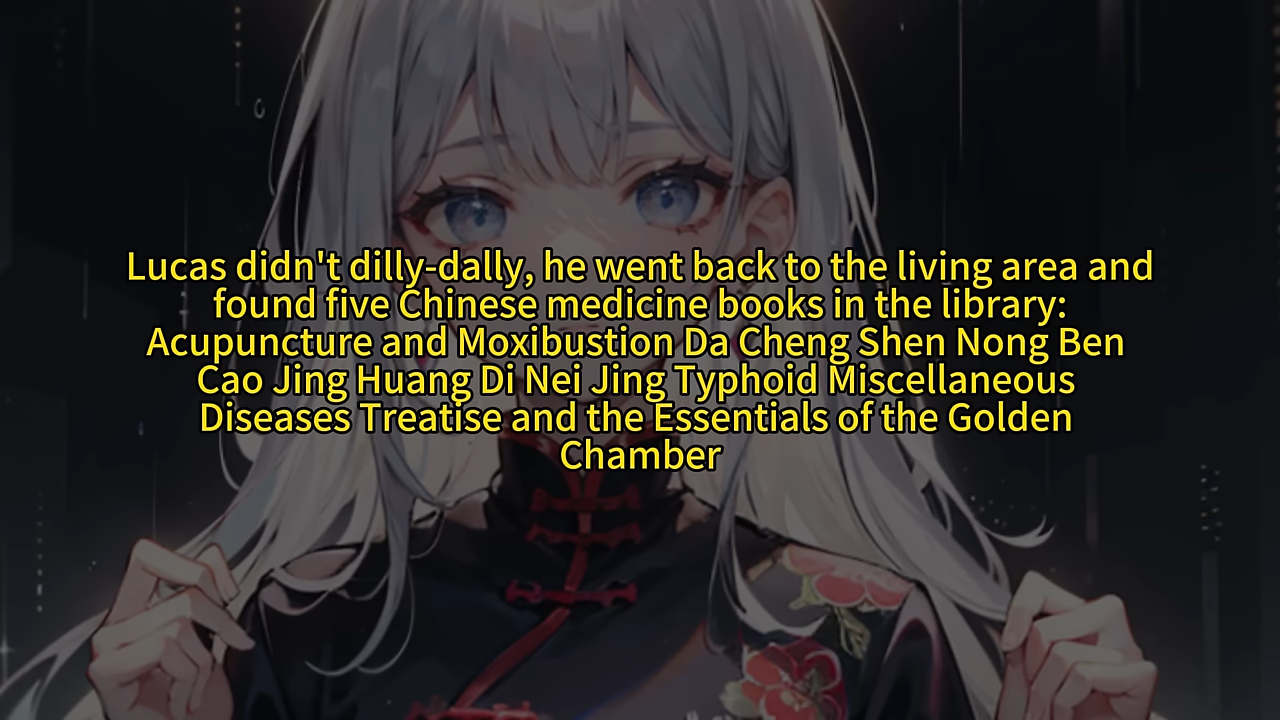 Lucas didn't dilly-dally, he went back to the living area and
found five Chinese medicine books in the library:
Acupuncture and Moxibustion Da Cheng Shen Nong Ben
Cao Jing Huang Di Nei Jing Typhoid Miscellaneous
Diseases Treatise and the Essentials of the Golden
Chamber